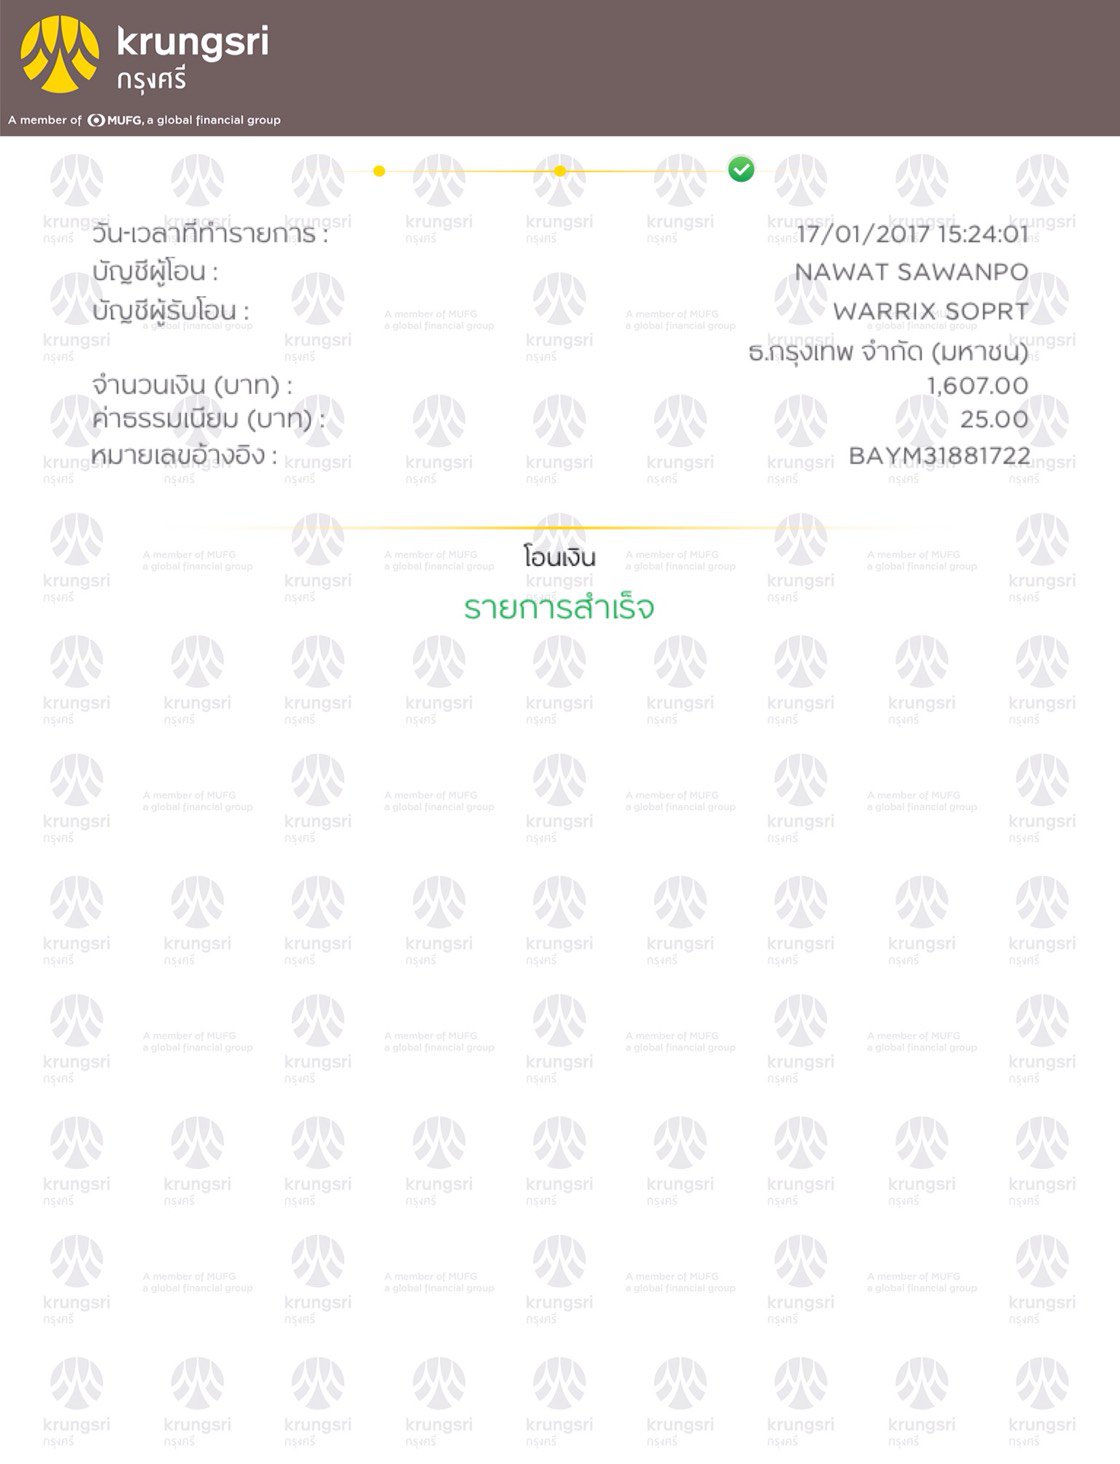 krungsri
กรุงศรี
A member of MUFG, a global financial group
วัน-เวลาที่ทำรายการ : 17/01/2017 15:24:01
บัญชีผู้โอน : NAWAT SAWANPO
บัญชีผู้รับโอน : WARRIX SOPRT
ธ.กรุงเทพ จำกัด (มหาชน)
จำนวนเงิน (บาท) : 1,607.00
ค่าธรรมเนียม (บาท) : 25.00
หมายเลขอ้างอิง : BAYM31881722
โอนเงิน
รายการสำเร็จ